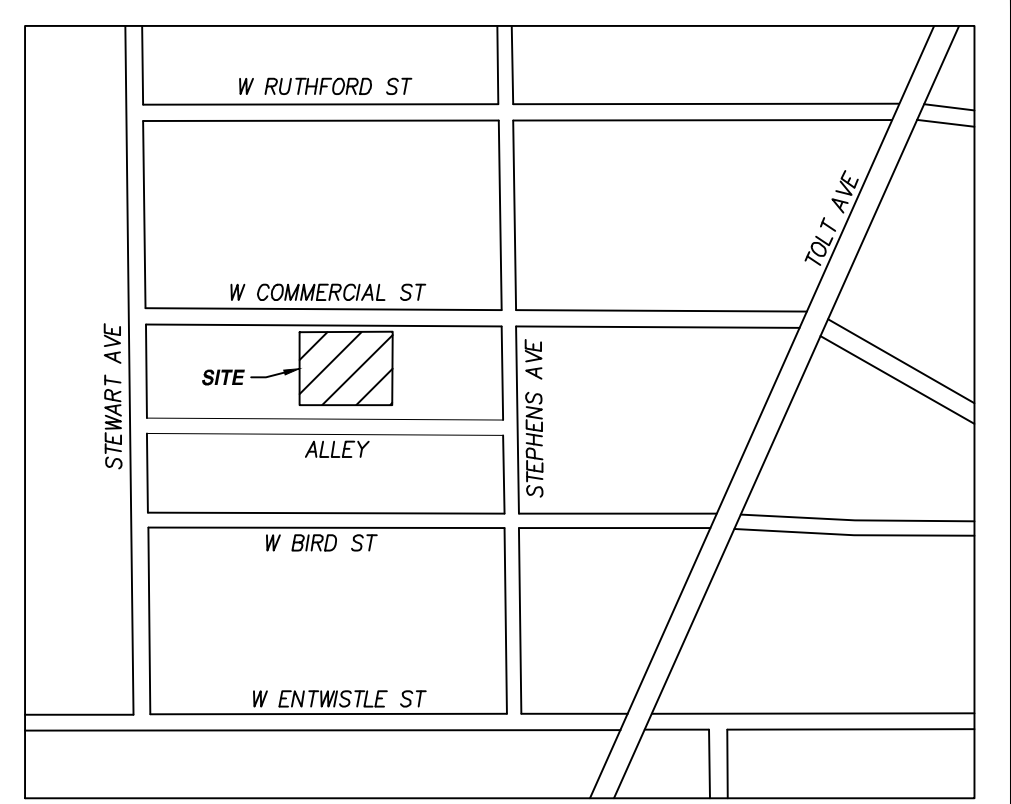 W RUTHFORD ST
TOLT AVE
W COMMERCIAL ST
STEWART AVE
SITE
STEPHENS AVE
ALLEY
W BIRD ST
W ENTWISTLE ST